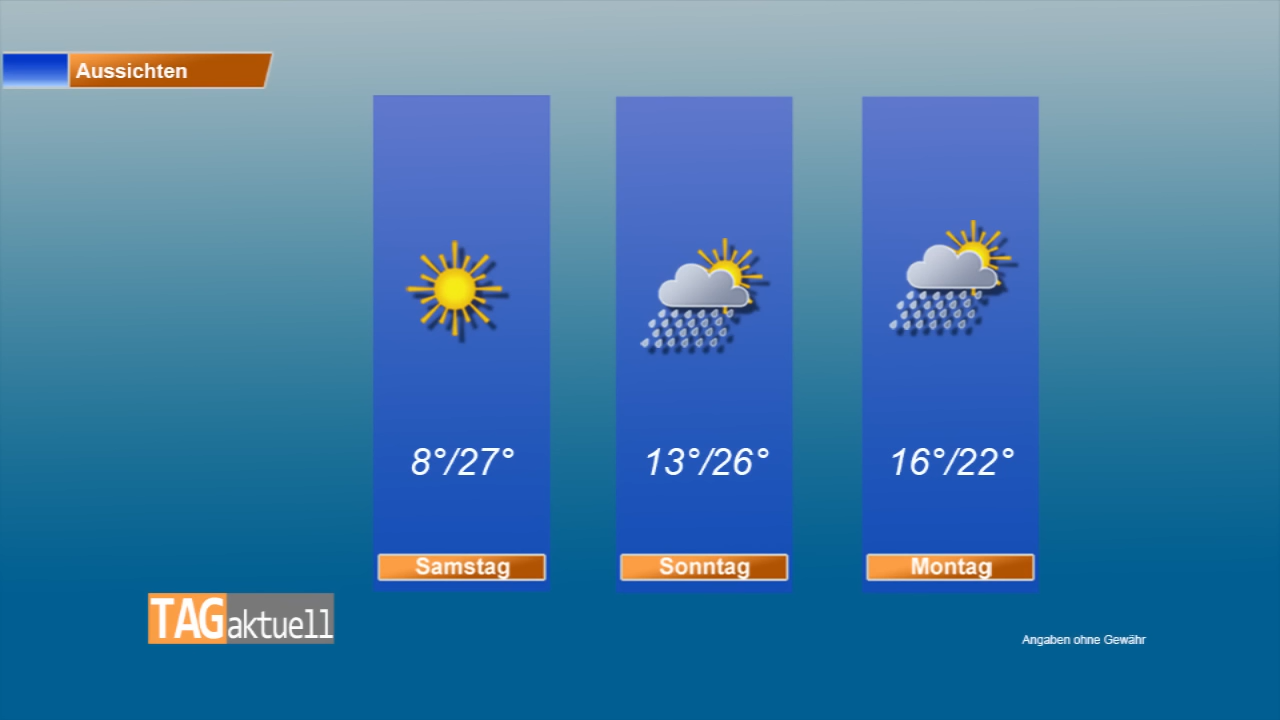 Aussichten
8°/27°
13°/26°
16°/22°
Samstag
Sonntag
Montag
TAGaktuell
Angaben ohne Gewähr